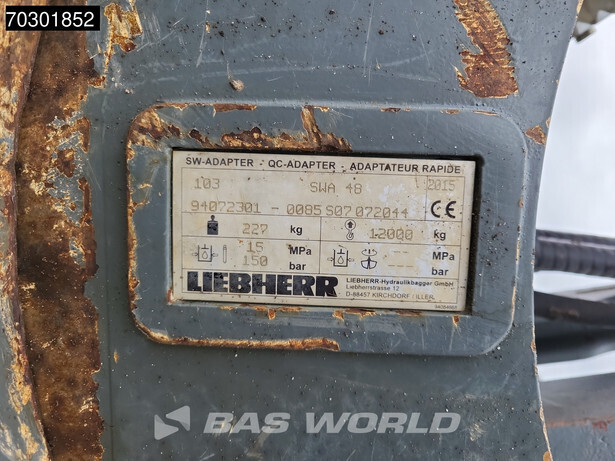 70301852
SW-ADAPTER - QC-ADAPTER - ADAPTATEUR RAPIDE
103 SWA 48 2015
94072301 - 0085 S07 072044 CE
227 kg 12000 kg
15 MPa MPa
150 bar bar
LIEBHERR
LIEBHERR-Hydraulikbagger GmbH
Liebherrstrasse 12
D-88457 KIRCHDORF / ILLER
BAS WORLD